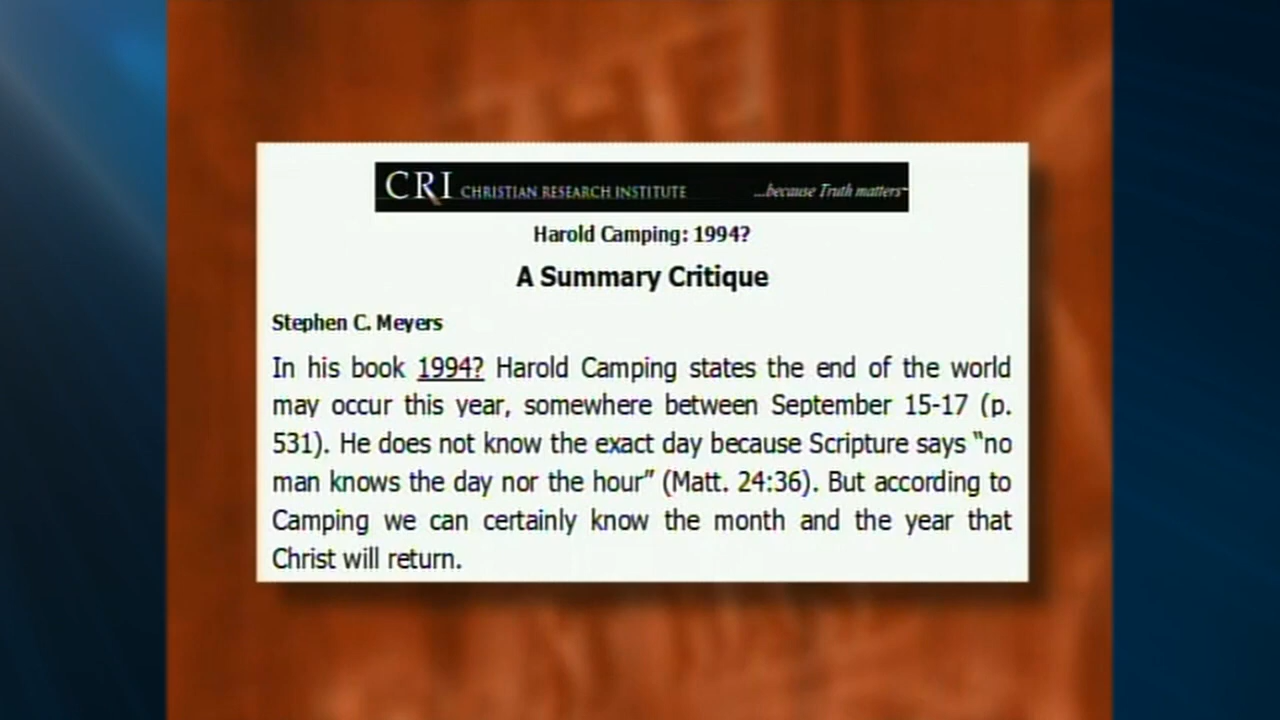 CRI CHRISTIAN RESEARCH INSTITUTE ...because Truth matters
Harold Camping: 1994?
A Summary Critique
Stephen C. Meyers
In his book 1994? Harold Camping states the end of the world
may occur this year, somewhere between September 15-17 (p.
531). He does not know the exact day because Scripture says “no
man knows the day nor the hour” (Matt. 24:36). But according to
Camping we can certainly know the month and the year that
Christ will return.